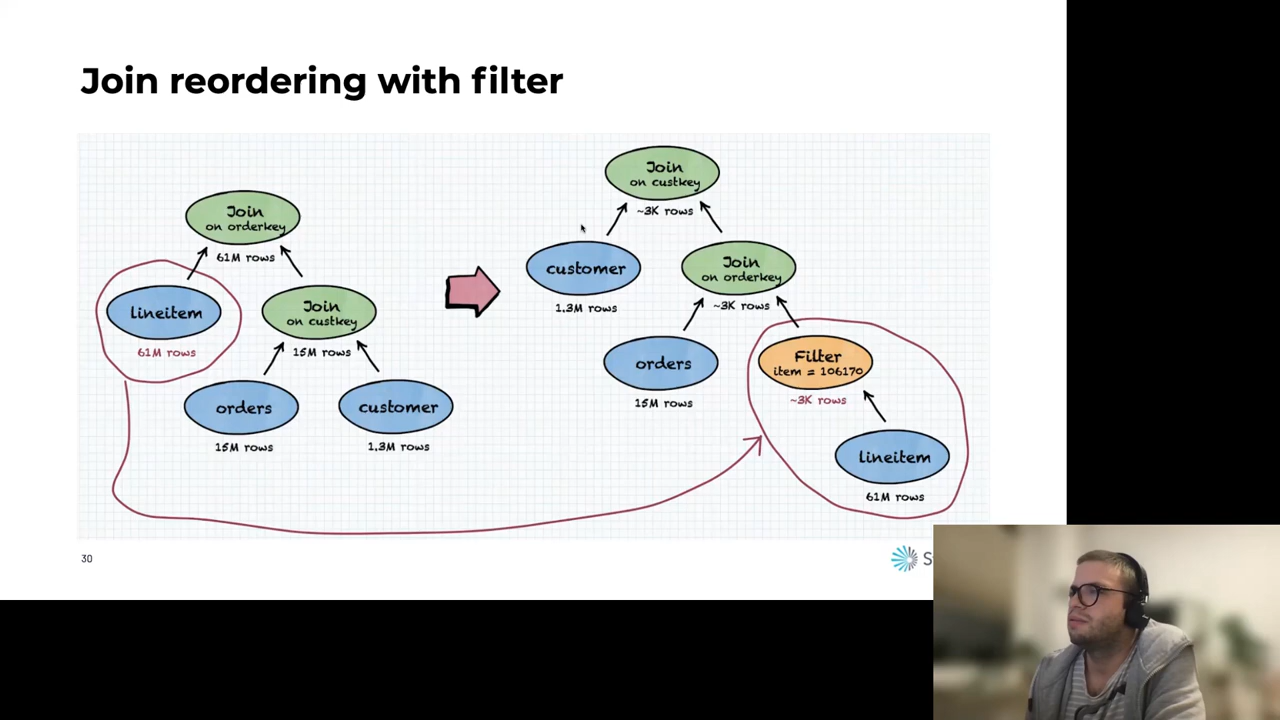 Join reordering with filter
Join
on orderkey
61M rows
lineitem
61M rows
Join
on custkey
15M rows
orders
15M rows
customer
1.3M rows
Join
on custkey
~3K rows
customer
1.3M rows
Join
on orderkey
~3K rows
orders
15M rows
Filter
item = 106170
~3K rows
lineitem
61M rows
30